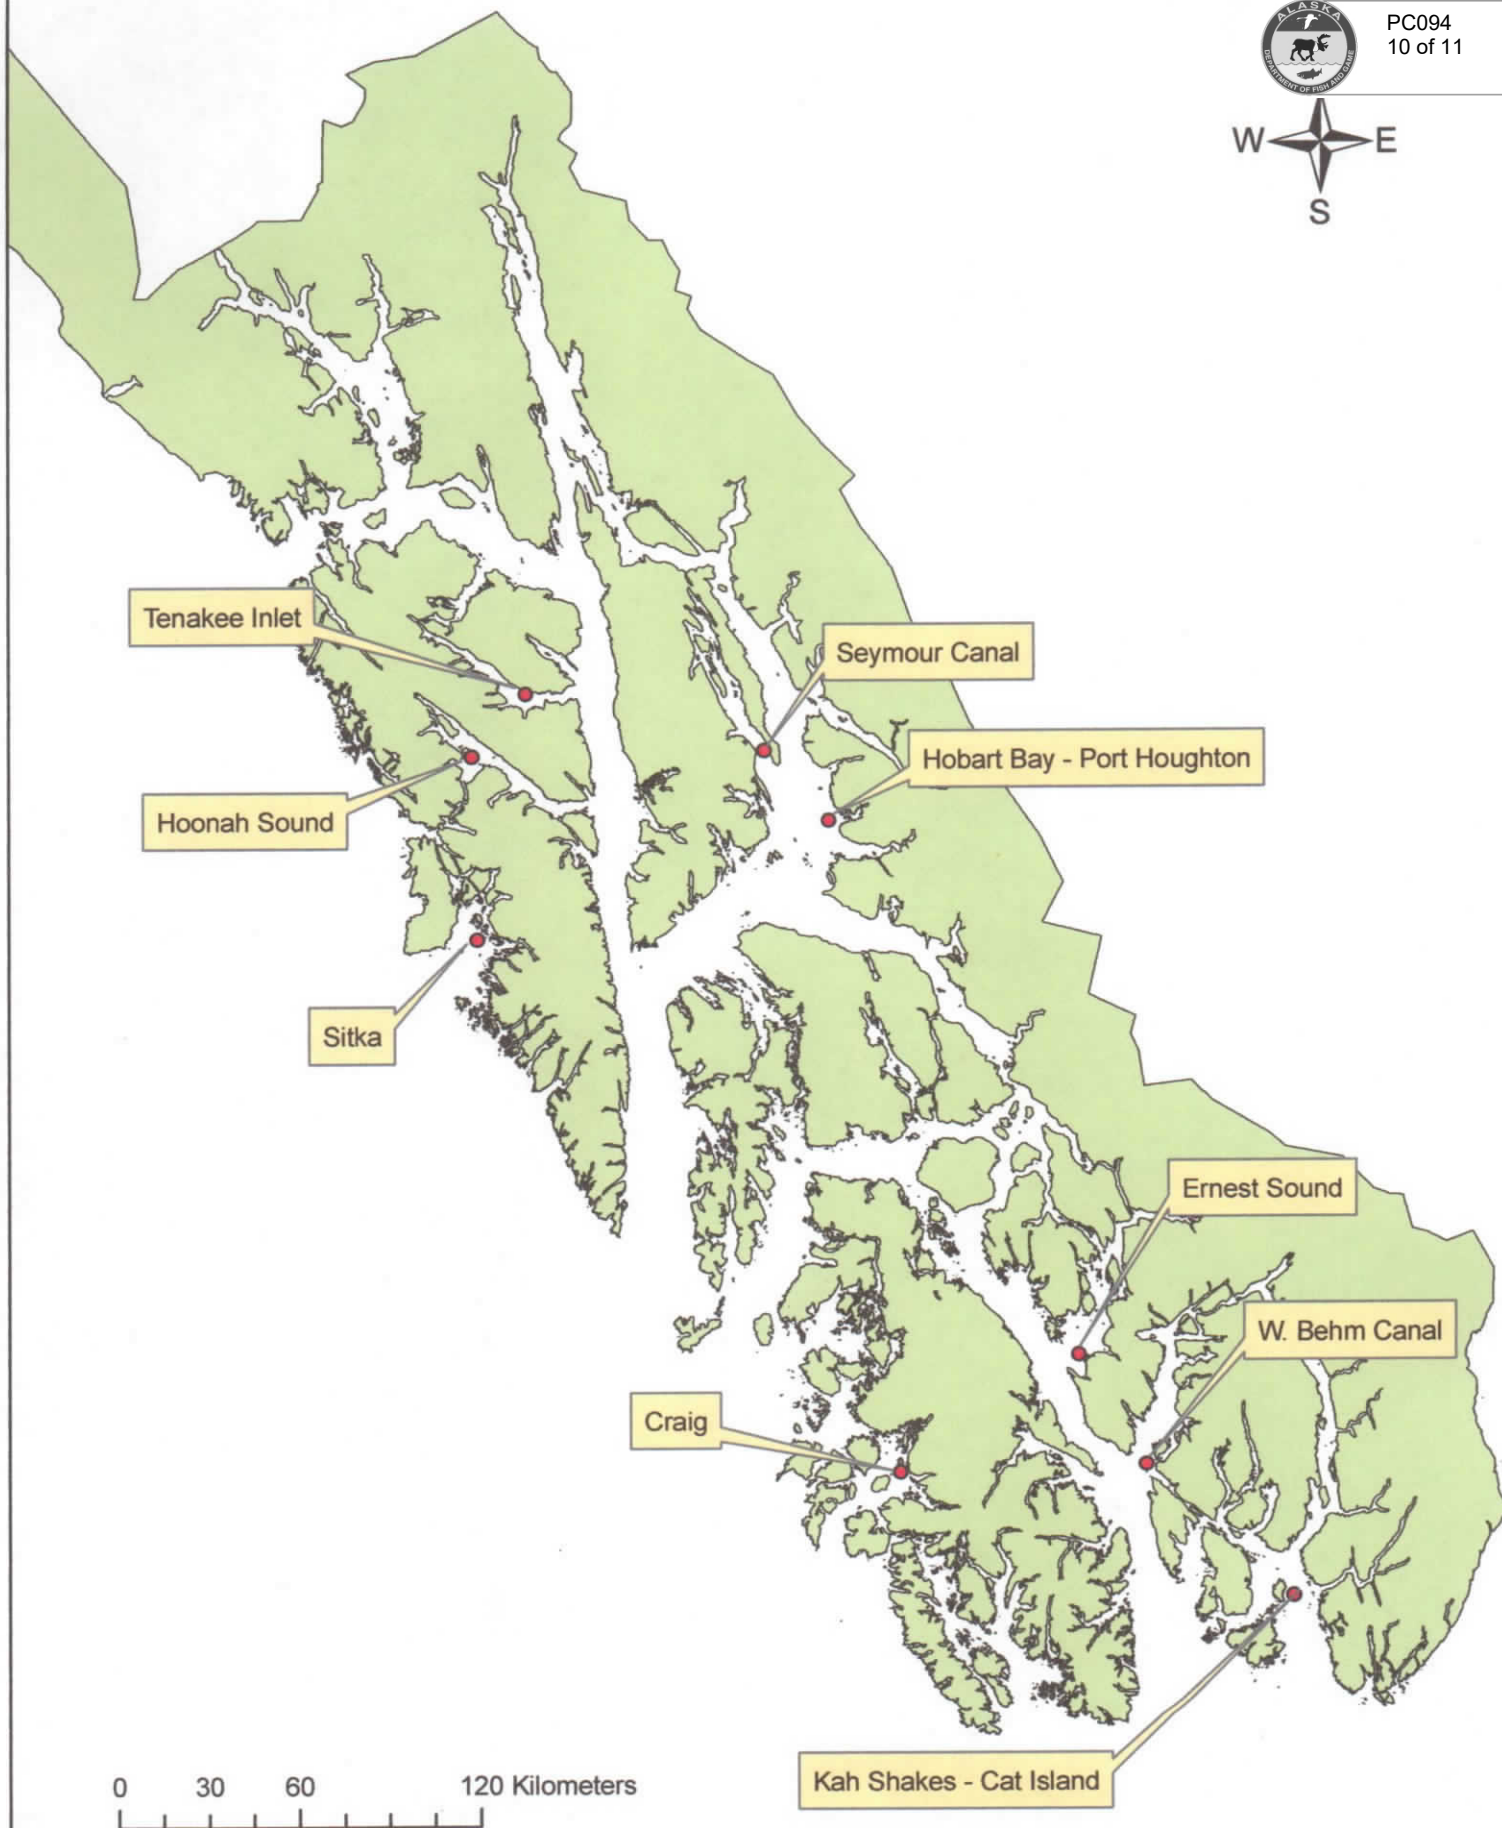 ALASKA
DEPARTMENT OF FISH AND GAME
PC094
10 of 11
W E
S
Tenakee Inlet
Seymour Canal
Hobart Bay - Port Houghton
Hoonah Sound
Sitka
Ernest Sound
W. Behm Canal
Craig
Kah Shakes - Cat Island
0 30 60 120 Kilometers